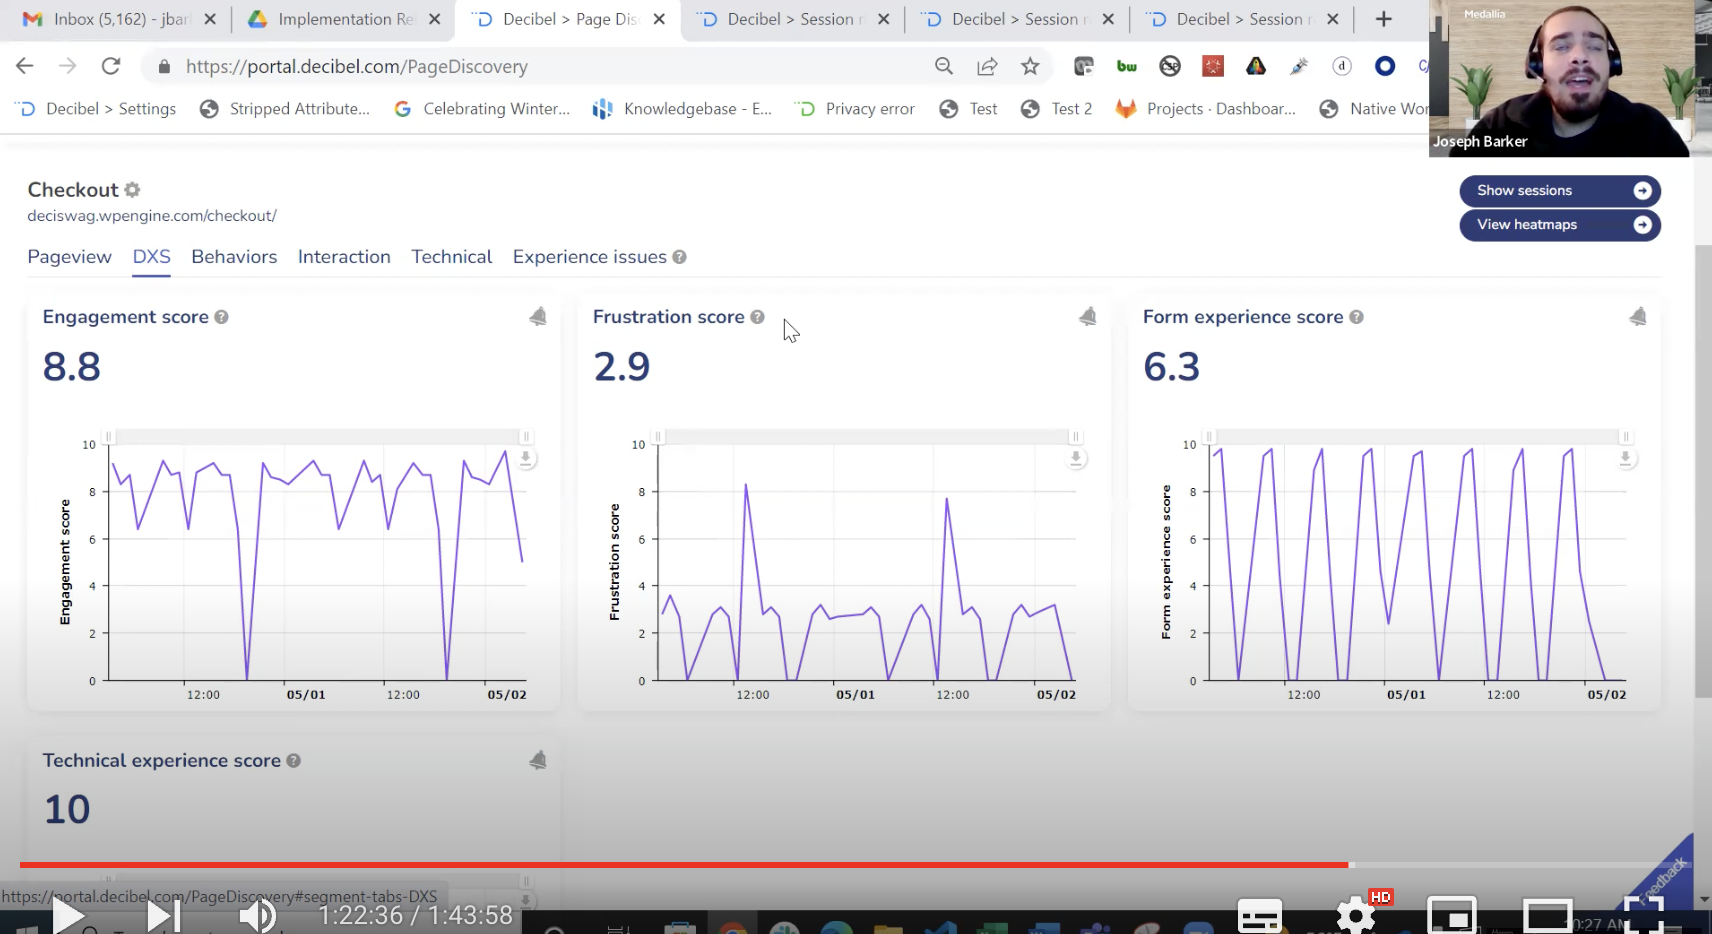 Inbox (5,162) - jbar
Implementation Re
Decibel > Page Dis
Decibel > Session r
Decibel > Session r
Decibel > Session r
Medallia
https://portal.decibel.com/PageDiscovery
bw
Decibel > Settings
Stripped Attribute...
Celebrating Winter...
Knowledgebase - E...
Privacy error
Test
Test 2
Projects · Dashboar...
Native Wor
Joseph Barker
Checkout
deciswag.wpengine.com/checkout/
Show sessions
View heatmaps
Pageview DXS Behaviors Interaction Technical Experience issues ?
Engagement score ?
8.8
Engagement score
10
8
6
4
2
0
12:00 05/01 12:00 05/02
Frustration score ?
2.9
Frustration score
10
8
6
4
2
0
12:00 05/01 12:00 05/02
Form experience score ?
6.3
Form experience score
10
8
6
4
2
0
12:00 05/01 12:00 05/02
Technical experience score ?
10
Feedback
https://portal.decibel.com/PageDiscovery#segment-tabs-DXS
1:22:36 / 1:43:58
HD
10:27 AM